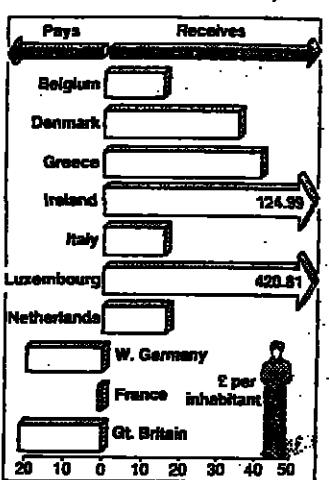 Pays Receives
Belgium
Denmark
Greece
Ireland 124.99
Italy
Luxembourg 420.81
Netherlands
W. Germany
France
£ per
inhabitant
Gt. Britain
20 10 0 10 20 30 40 50